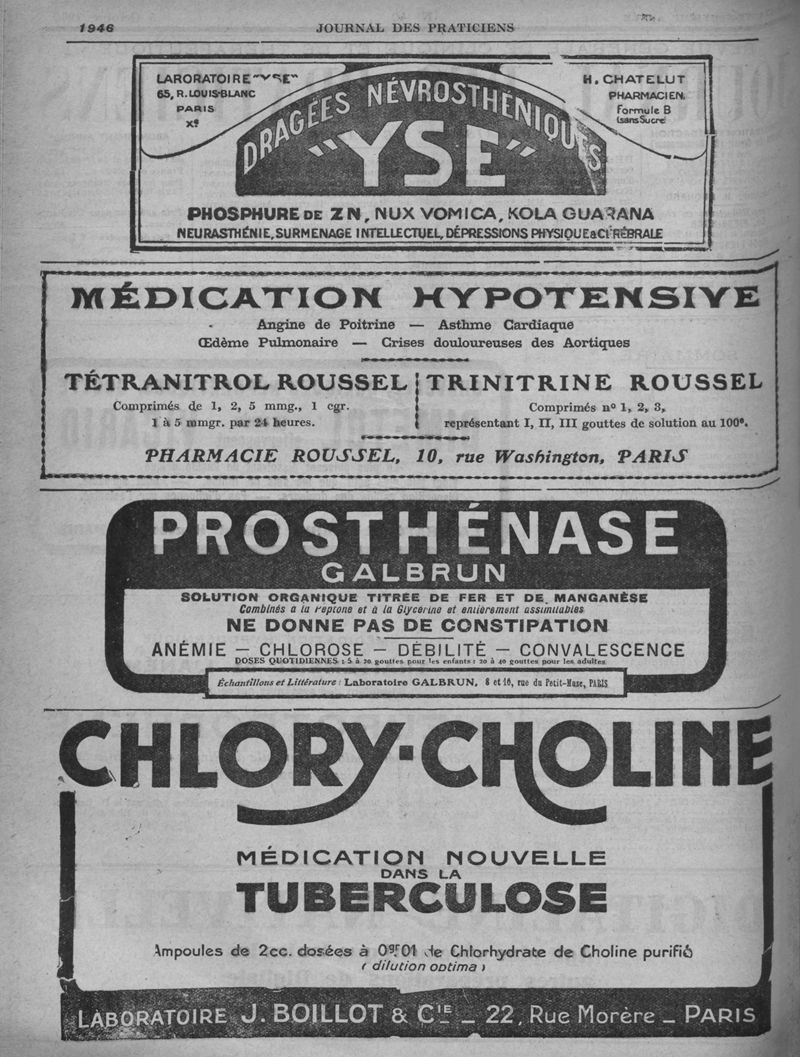 1946
JOURNAL DES PRATICIENS
LARORATOIRE "YSE"
65, R. LOUIS-BLANC
PARIS
Xe
H. CHATELUT
PHARMACIEN.
Formule B
(sans Sucre)
DRAGÉES NÉVROSTHÉNIQUES
"YSE"
PHOSPHURE DE ZN, NUX VOMICA, KOLA GUARANA
NEURASTHÉNIE, SURMENAGE INTELLECTUEL, DÉPRESSIONS PHYSIQUE & CÉRÉBRALE
MÉDICATION HYPOTENSIVE
Angine de Poitrine — Asthme Cardiaque
Œdème Pulmonaire — Crises douloureuses des Aortiques
TÉTRANITROL ROUSSEL
Comprimés de 1, 2, 5 mmg., 1 cgr.
1 à 5 mmgr. par 24 heures.
TRINITRINE ROUSSEL
Comprimés nº 1, 2, 3,
représentant I, II, III gouttes de solution au 100e.
PHARMACIE ROUSSEL, 10, rue Washington, PARIS
PROSTHÉNASE
GALBRUN
SOLUTION ORGANIQUE TITRÉE DE FER ET DE MANGANÈSE
Combinés à la Peptone et à la Glycérine et entièrement assimilables
NE DONNE PAS DE CONSTIPATION
ANÉMIE — CHLOROSE — DÉBILITÉ — CONVALESCENCE
DOSES QUOTIDIENNES : 5 à 20 gouttes pour les enfants : 20 à 40 gouttes pour les adultes
Échantillons et Littérature : Laboratoire GALBRUN, 8 et 10, rue du Petit-Musc, PARIS
CHLORY-CHOLINE
MÉDICATION NOUVELLE
DANS LA
TUBERCULOSE
Ampoules de 2cc. dosées à 0gr01 de Chlorhydrate de Choline purifié
(dilution optima)
LABORATOIRE J. BOILLOT & CIE _ 22, Rue Morère _ PARIS